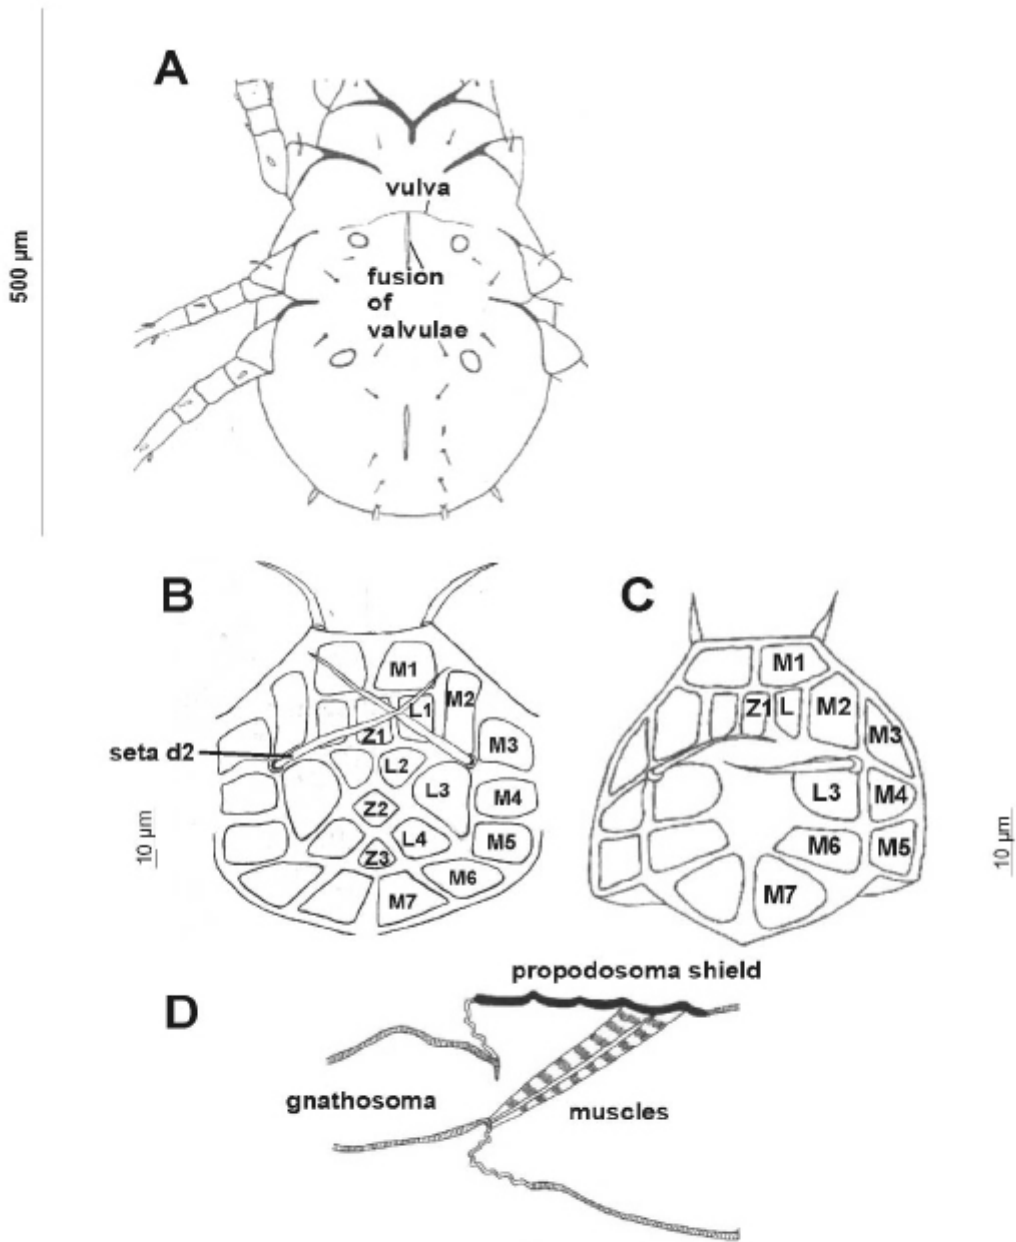 A
500 µm
vulva
fusion
of
valvulae
B
C
M1
M2
L1
Z1
seta d2
M3
L2
L3
M4
Z2
L4
M5
Z3
M6
M7
10 µm
M1
Z1
L
M2
M3
L3
M4
M6
M5
M7
10 µm
propodosoma shield
D
gnathosoma
muscles